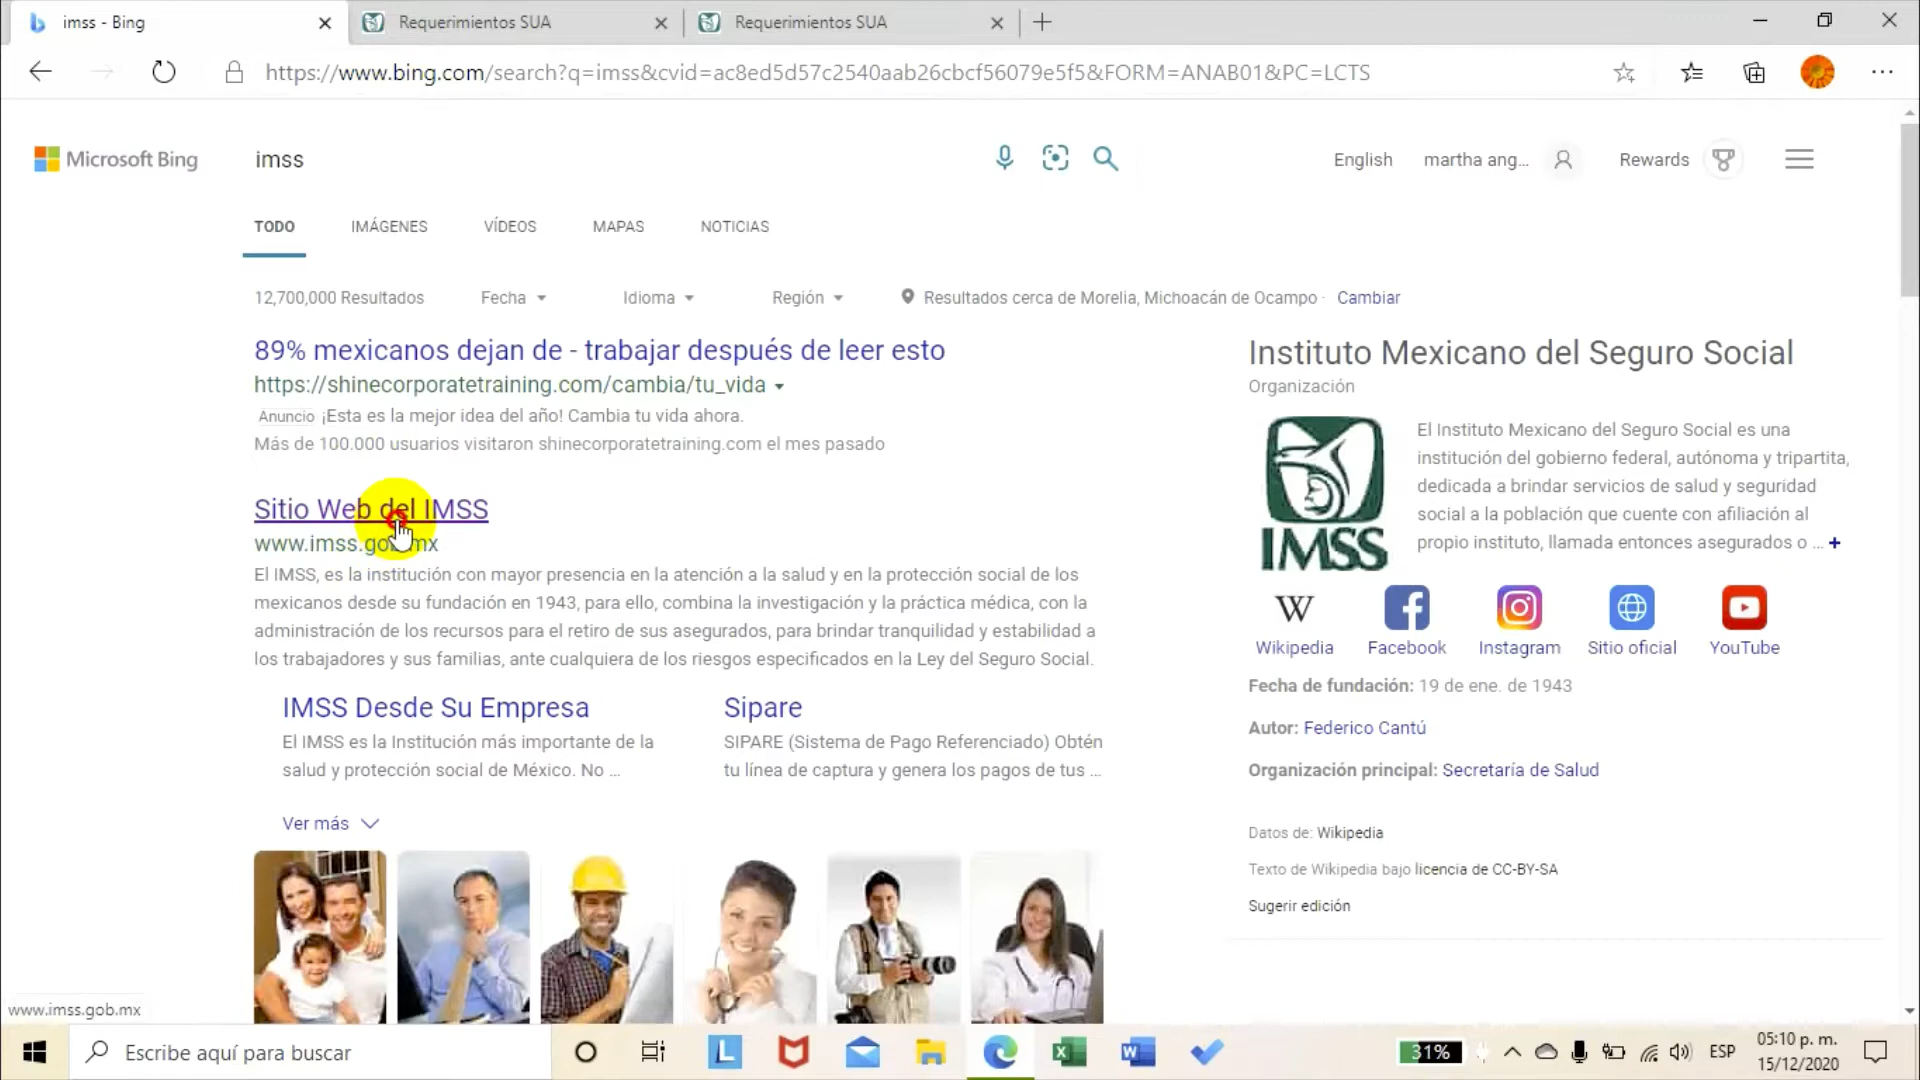 imss - Bing
Requerimientos SUA
Requerimientos SUA
https://www.bing.com/search?q=imss&cvid=ac8ed5d57c2540aab26cbcf56079e5f5&FORM=ANAB01&PC=LCTS
Microsoft Bing
imss
English
martha ang...
Rewards
TODO
IMÁGENES
VÍDEOS
MAPAS
NOTICIAS
12,700,000 Resultados
Fecha
Idioma
Región
Resultados cerca de Morelia, Michoacán de Ocampo · Cambiar
89% mexicanos dejan de - trabajar después de leer esto
https://shinecorporatetraining.com/cambia/tu_vida
Anuncio ¡Esta es la mejor idea del año! Cambia tu vida ahora.
Más de 100.000 usuarios visitaron shinecorporatetraining.com el mes pasado
Sitio Web del IMSS
www.imss.gob.mx
El IMSS, es la institución con mayor presencia en la atención a la salud y en la protección social de los
mexicanos desde su fundación en 1943, para ello, combina la investigación y la práctica médica, con la
administración de los recursos para el retiro de sus asegurados, para brindar tranquilidad y estabilidad a
los trabajadores y sus familias, ante cualquiera de los riesgos especificados en la Ley del Seguro Social.
IMSS Desde Su Empresa
El IMSS es la Institución más importante de la
salud y protección social de México. No ...
Sipare
SIPARE (Sistema de Pago Referenciado) Obtén
tu línea de captura y genera los pagos de tus ...
Ver más
Instituto Mexicano del Seguro Social
Organización
IMSS
El Instituto Mexicano del Seguro Social es una
institución del gobierno federal, autónoma y tripartita,
dedicada a brindar servicios de salud y seguridad
social a la población que cuente con afiliación al
propio instituto, llamada entonces asegurados o ... +
W
Wikipedia
Facebook
Instagram
Sitio oficial
YouTube
Fecha de fundación: 19 de ene. de 1943
Autor: Federico Cantú
Organización principal: Secretaría de Salud
Datos de: Wikipedia
Texto de Wikipedia bajo licencia de CC-BY-SA
Sugerir edición
www.imss.gob.mx
Escribe aquí para buscar
L
31%
ESP
05:10 p. m.
15/12/2020